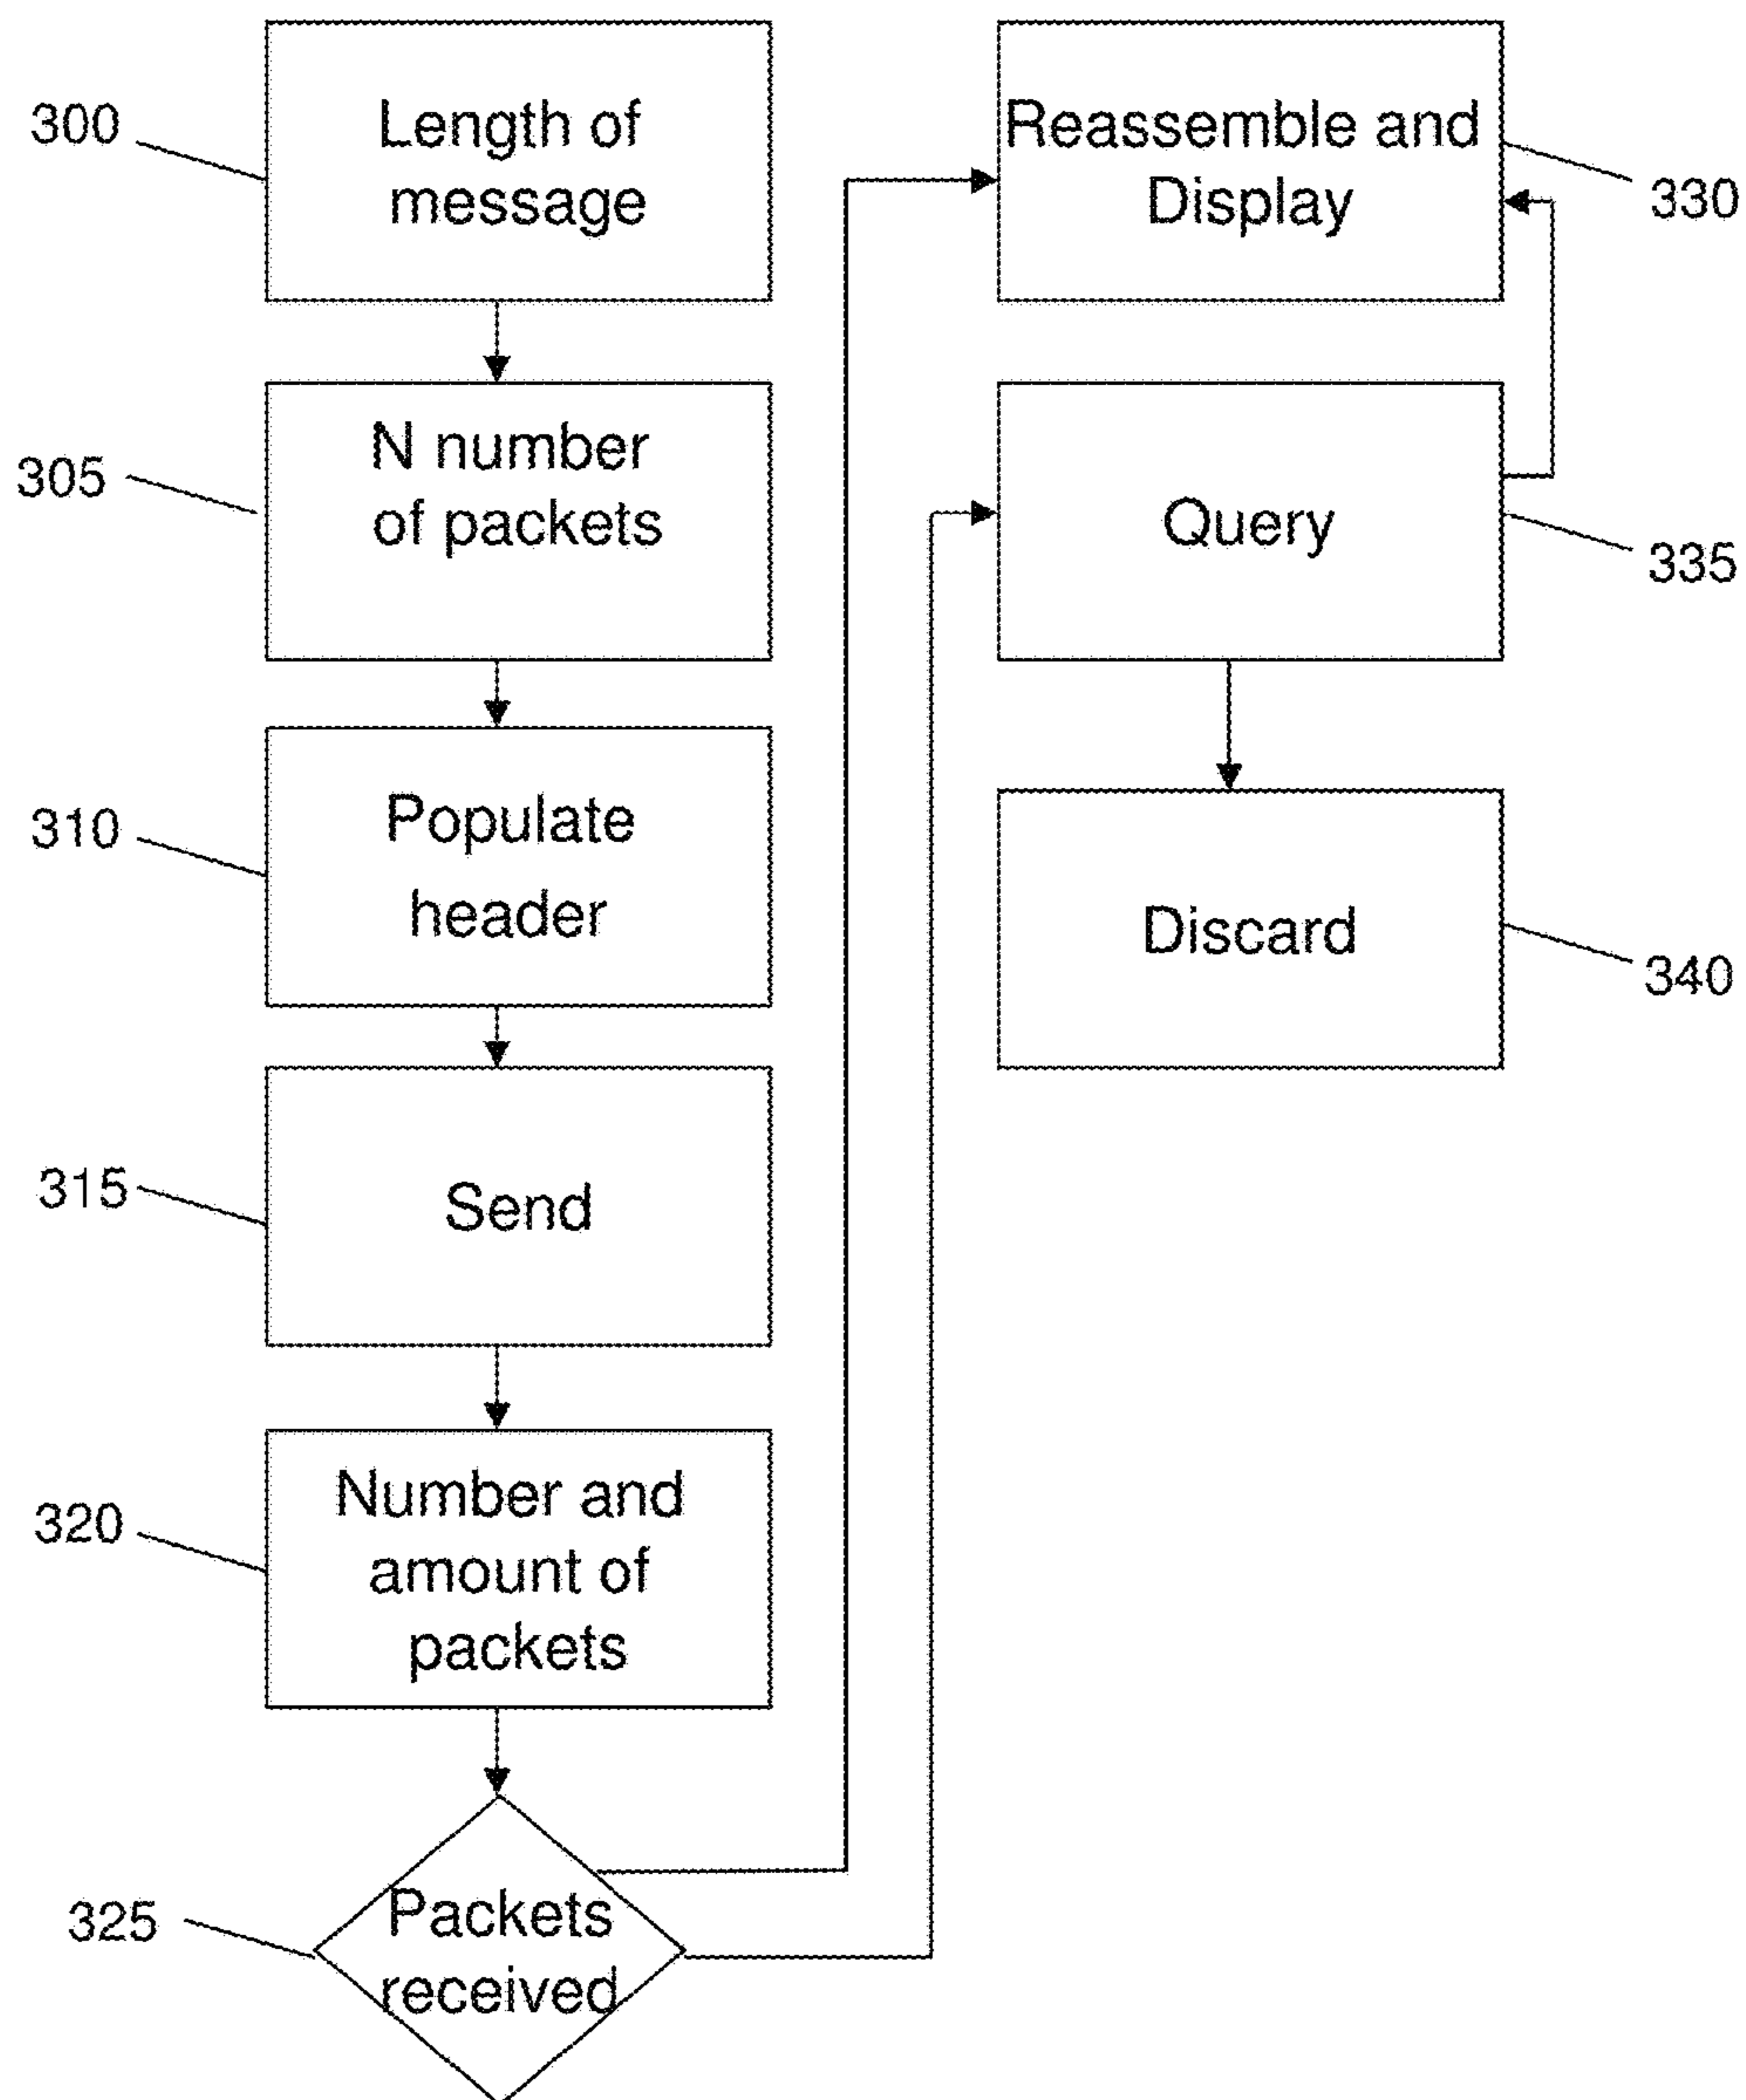 300
Length of
message
305
N number
of packets
310
Populate
header
315
Send
320
Number and
amount of
packets
325
Packets
received
Reassemble and
Display
330
Query
335
Discard
340